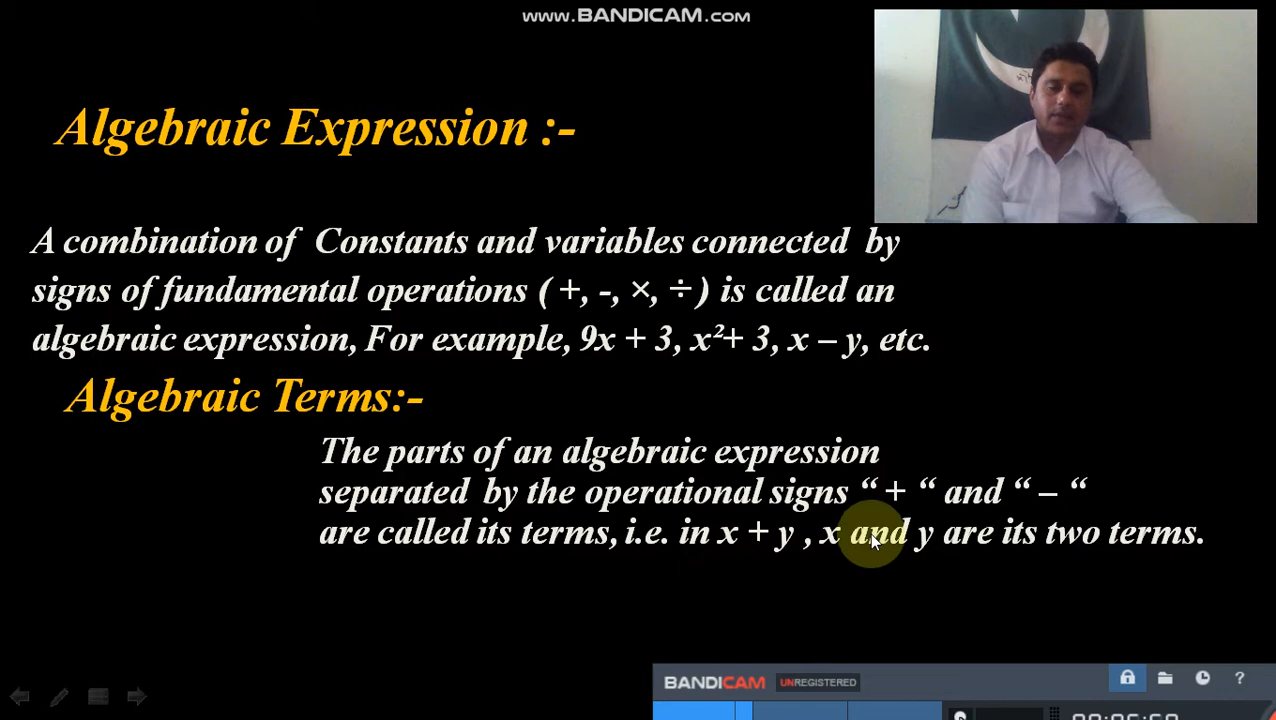 www.BANDICAM.com
Algebraic Expression :-
A combination of Constants and variables connected by
signs of fundamental operations ( +, -, ×, ÷ ) is called an
algebraic expression, For example, 9x + 3, x²+ 3, x – y, etc.
Algebraic Terms:-
The parts of an algebraic expression
separated by the operational signs “ + “ and “ – “
are called its terms, i.e. in x + y , x and y are its two terms.
BANDICAM UNREGISTERED ?